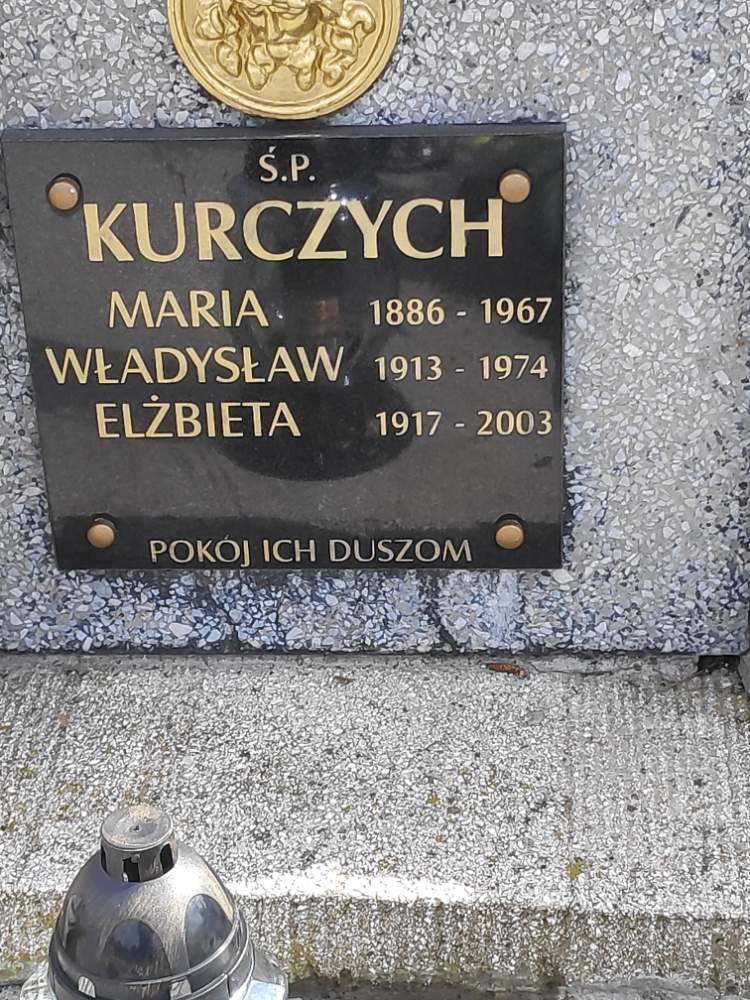 Ś.P.
KURCZYCH
MARIA 1886 - 1967
WŁADYSŁAW 1913 - 1974
ELŻBIETA 1917 - 2003
POKÓJ ICH DUSZOM